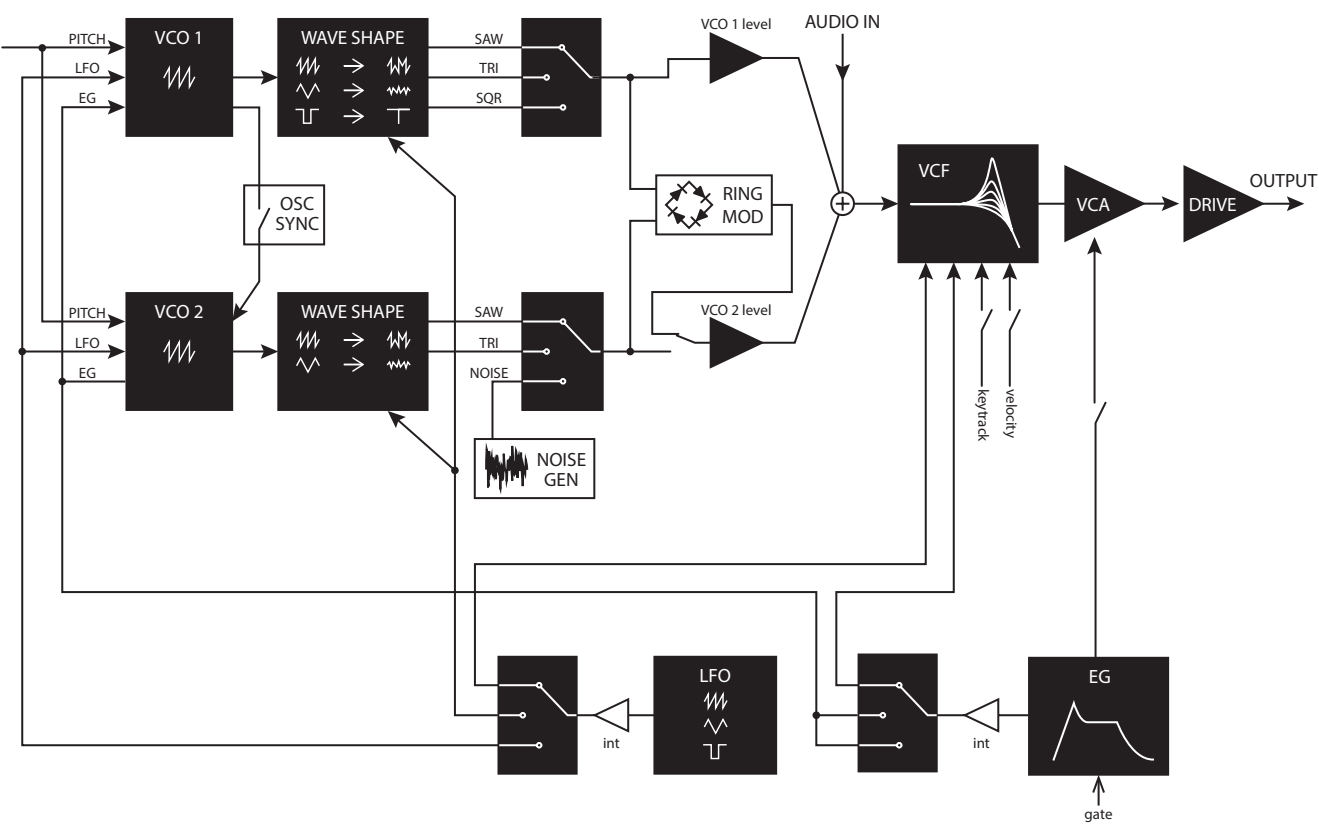 VCO 1 level
AUDIO IN
PITCH
VCO 1
WAVE SHAPE
SAW
LFO
TRI
EG
SQR
VCF
OUTPUT
OSC
SYNC
RING
MOD
VCA
DRIVE
PITCH
VCO 2
WAVE SHAPE
SAW
VCO 2 level
LFO
TRI
EG
NOISE
keytrack
velocity
NOISE
GEN
LFO
EG
int
int
gate